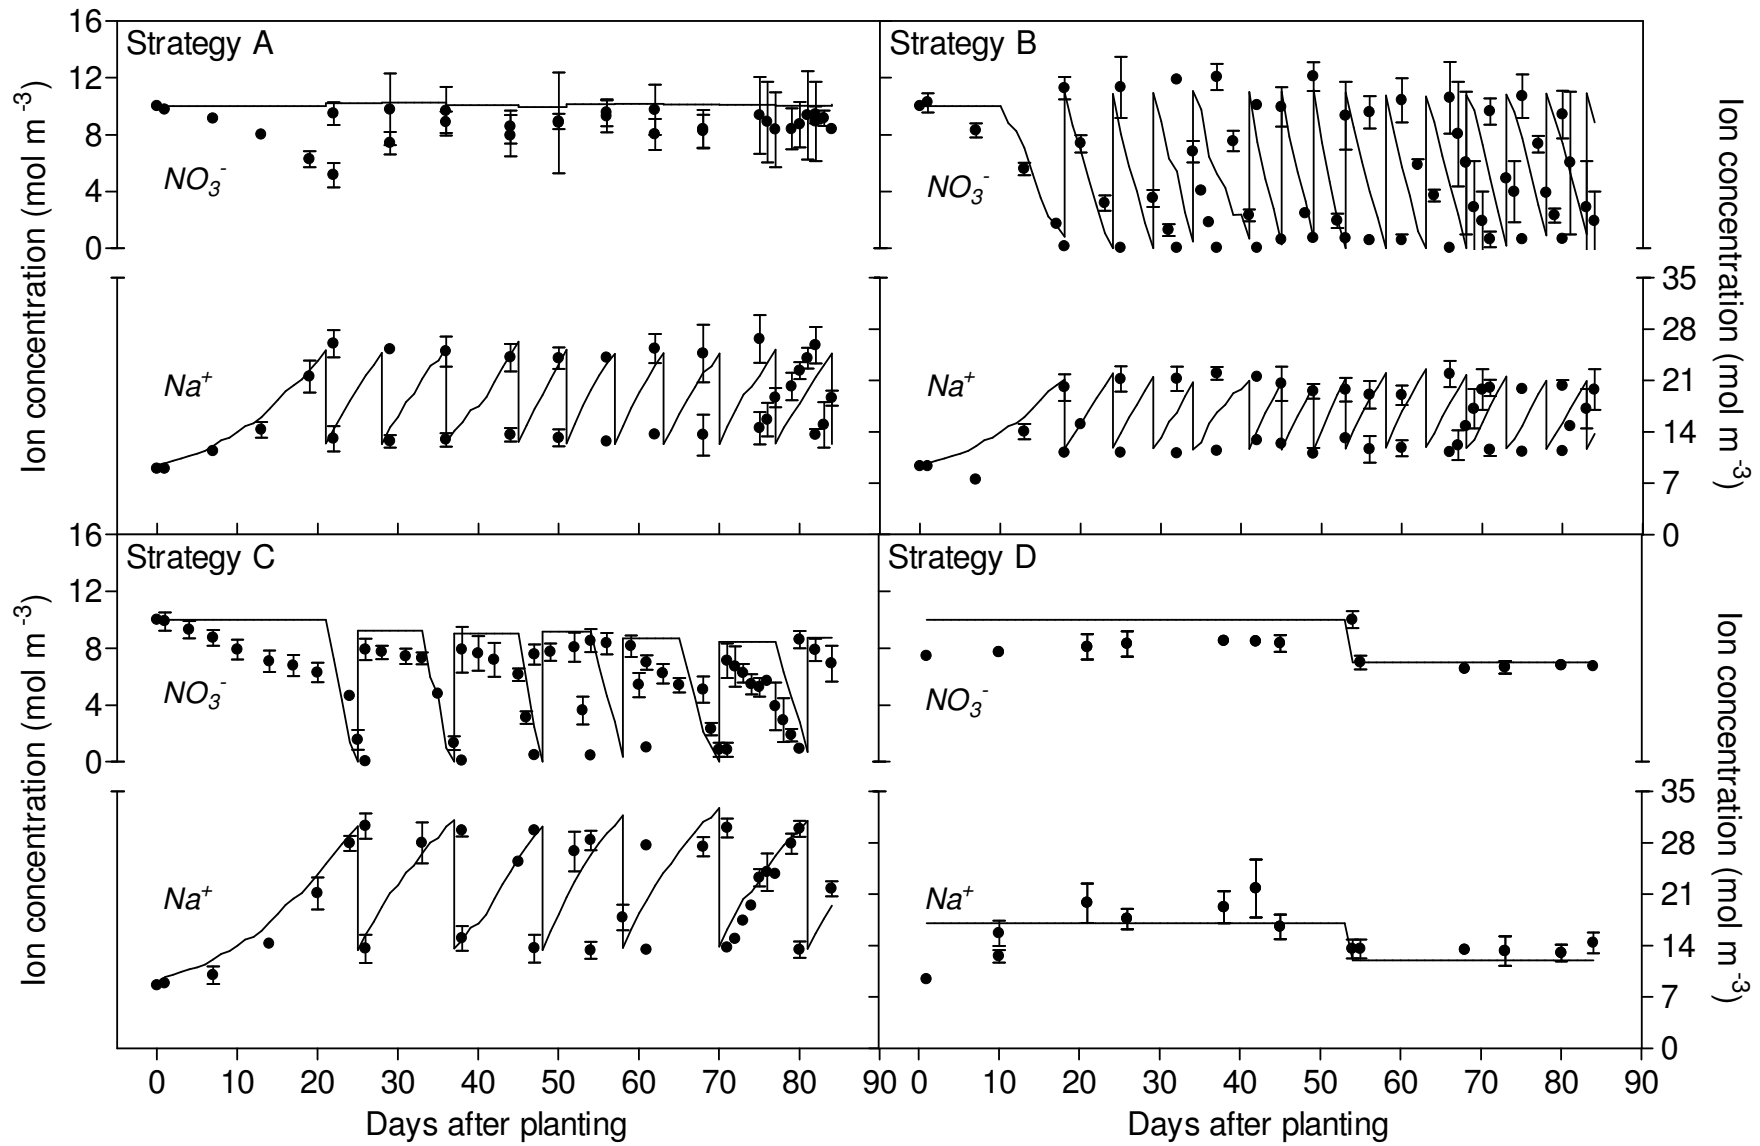 Strategy A
Strategy B
16
12
8
4
0
NO3-
NO3-
35
28
21
14
7
0
Na+
Na+
Ion concentration (mol m-3)
Ion concentration (mol m-3)
Strategy C
Strategy D
16
12
8
4
0
NO3-
NO3-
35
28
21
14
7
0
Na+
Na+
Ion concentration (mol m-3)
Ion concentration (mol m-3)
0 10 20 30 40 50 60 70 80 90 0 10 20 30 40 50 60 70 80 90
Days after planting
Days after planting